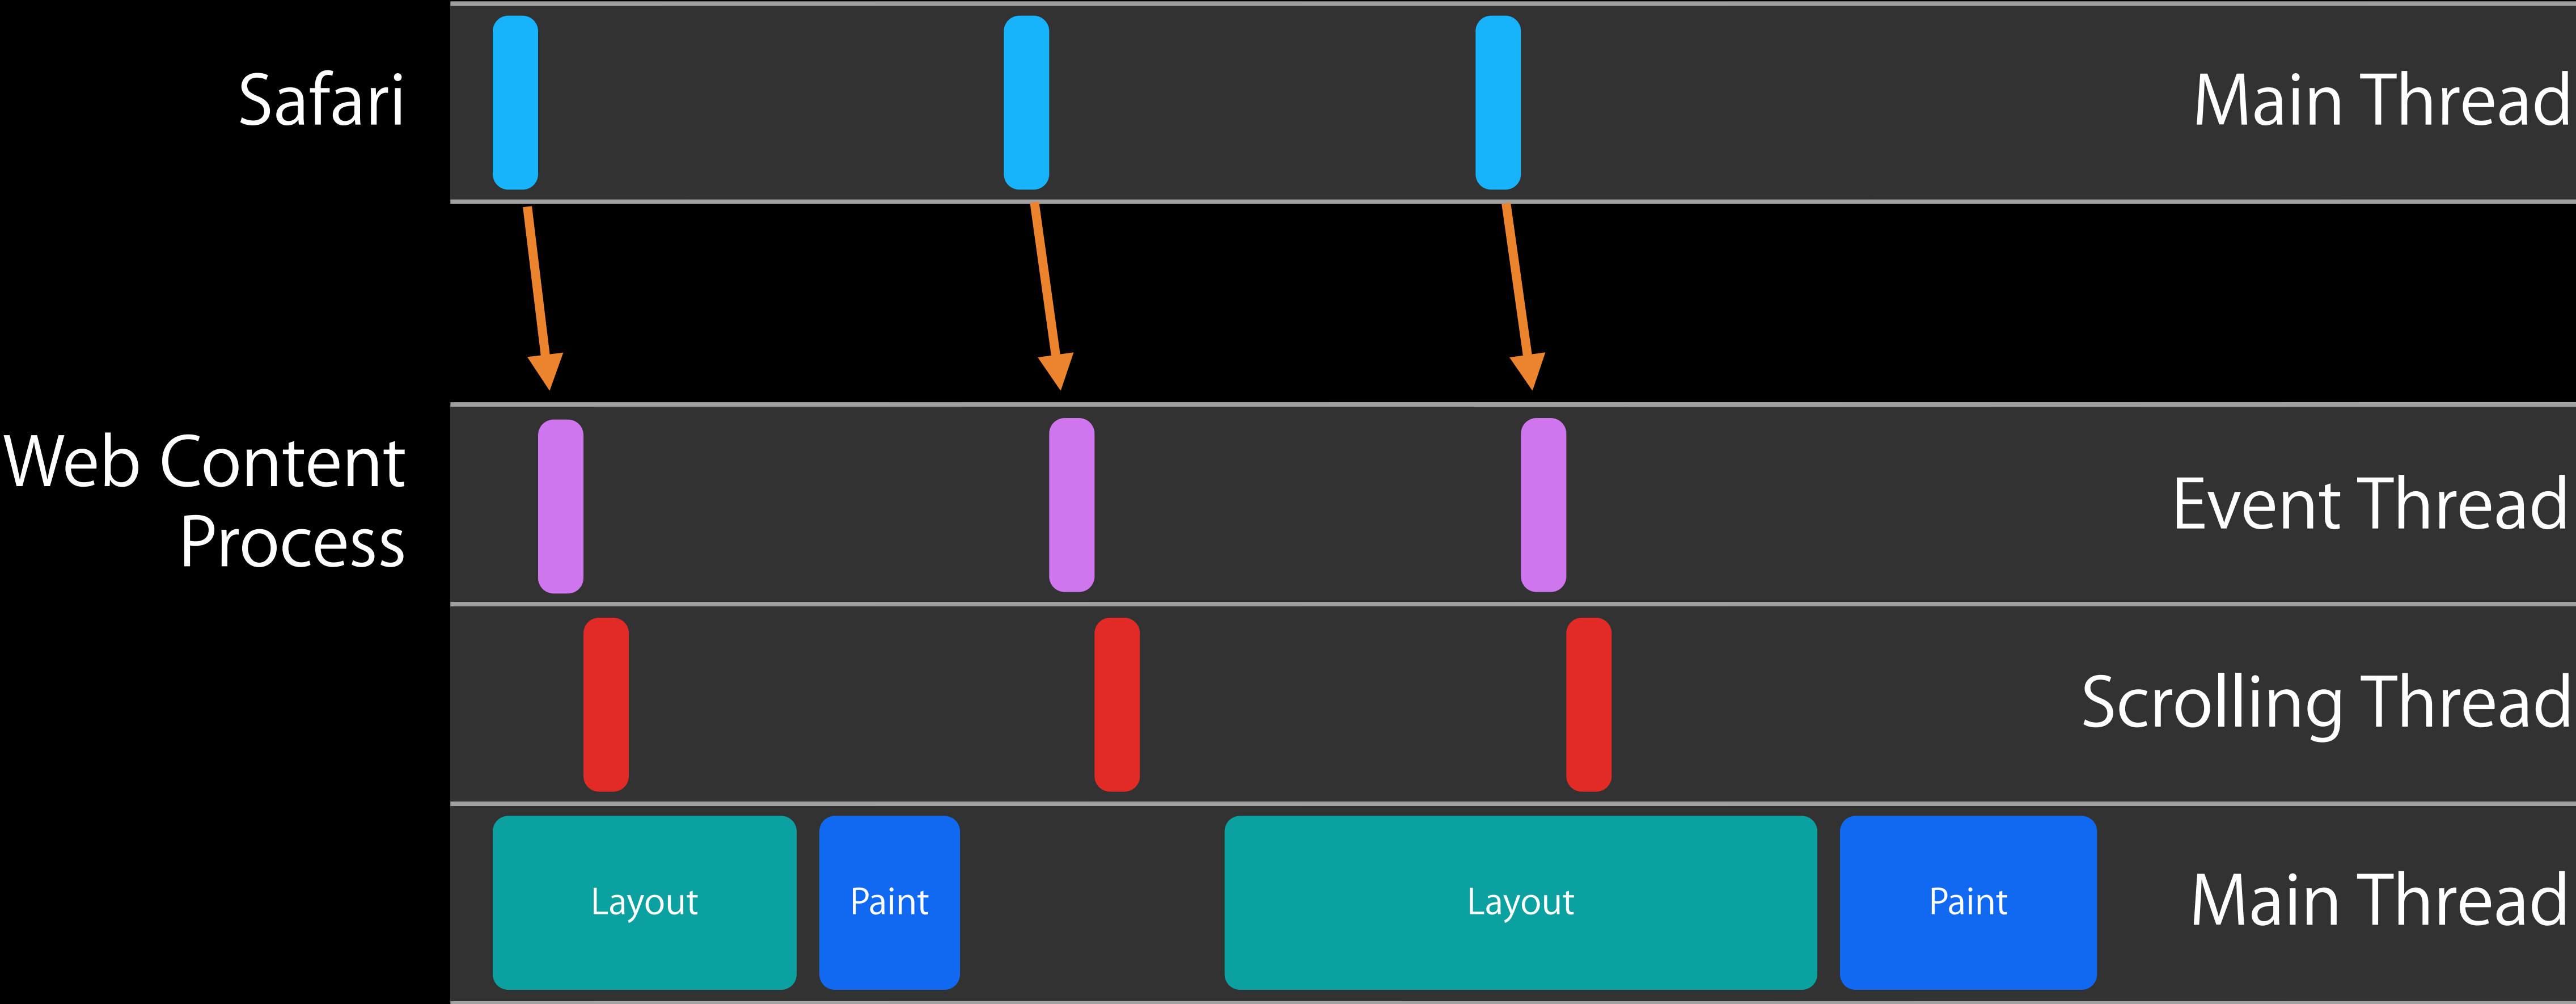 Safari
Main Thread
Web Content
Process
Event Thread
Scrolling Thread
Layout
Paint
Layout
Paint
Main Thread